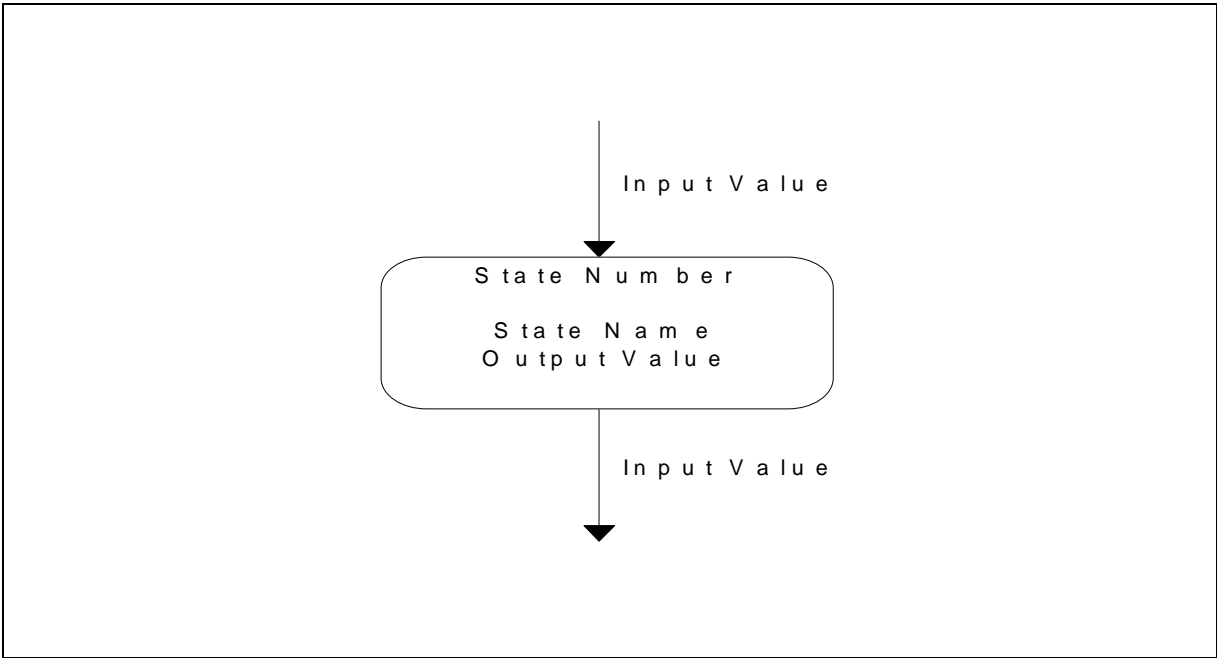 Input Value
State Number
State Name
Output Value
Input Value